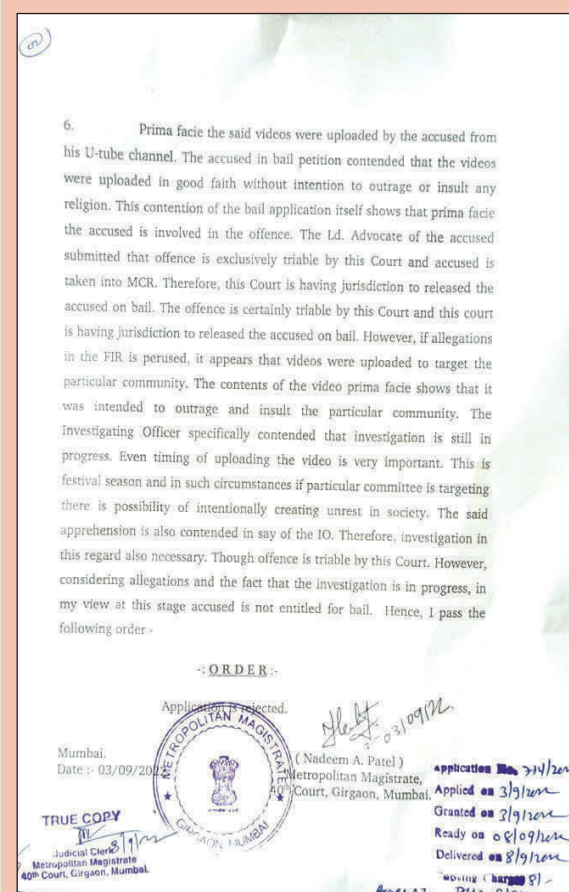 6. Prima facie the said videos were uploaded by the accused from
his U-tube channel. The accused in bail petition contended that the videos
were uploaded in good faith without intention to outrage or insult any
religion. This contention of the bail application itself shows that prima facie
the accused is involved in the offence. The Ld. Advocate of the accused
submitted that offence is exclusively triable by this Court and accused is
taken into MCR. Therefore, this Court is having jurisdiction to released the
accused on bail. The offence is certainly triable by this Court and this court
is having jurisdiction to released the accused on bail. However, if allegations
in the FIR is perused, it appears that videos were uploaded to target the
particular community. The contents of the video prima facie shows that it
was intended to outrage and insult the particular community. The
Investigating Officer specifically contended that investigation is still in
progress. Even timing of uploading the video is very important. This is
festival season and in such circumstances if particular committee is targeting
there is possibility of intentionally creating unrest in society. The said
apprehension is also contended in say of the IO. Therefore, investigation in
this regard also necessary. Though offence is triable by this Court. However,
considering allegations and the fact that the investigation is in progress, in
my view at this stage accused is not entitled for bail. Hence, I pass the
following order -
-: ORDER :-
Application is rejected.
03/09/22.
Mumbai.
Date :- 03/09/202
( Nadeem A. Patel )
Metropolitan Magistrate,
40th Court, Girgaon, Mumbai.
METROPOLITAN MAGISTRATE
GIRGAON MUMBAI
TRUE COPY
8/9/22
Judicial Clerk
Metropolitan Magistrate
40th Court, Girgaon, Mumbai.
Application No.
Applied on 3/9/2022
Granted on 3/9/2022
Ready on 08/09/2022
Delivered on 8/9/2022
Charges